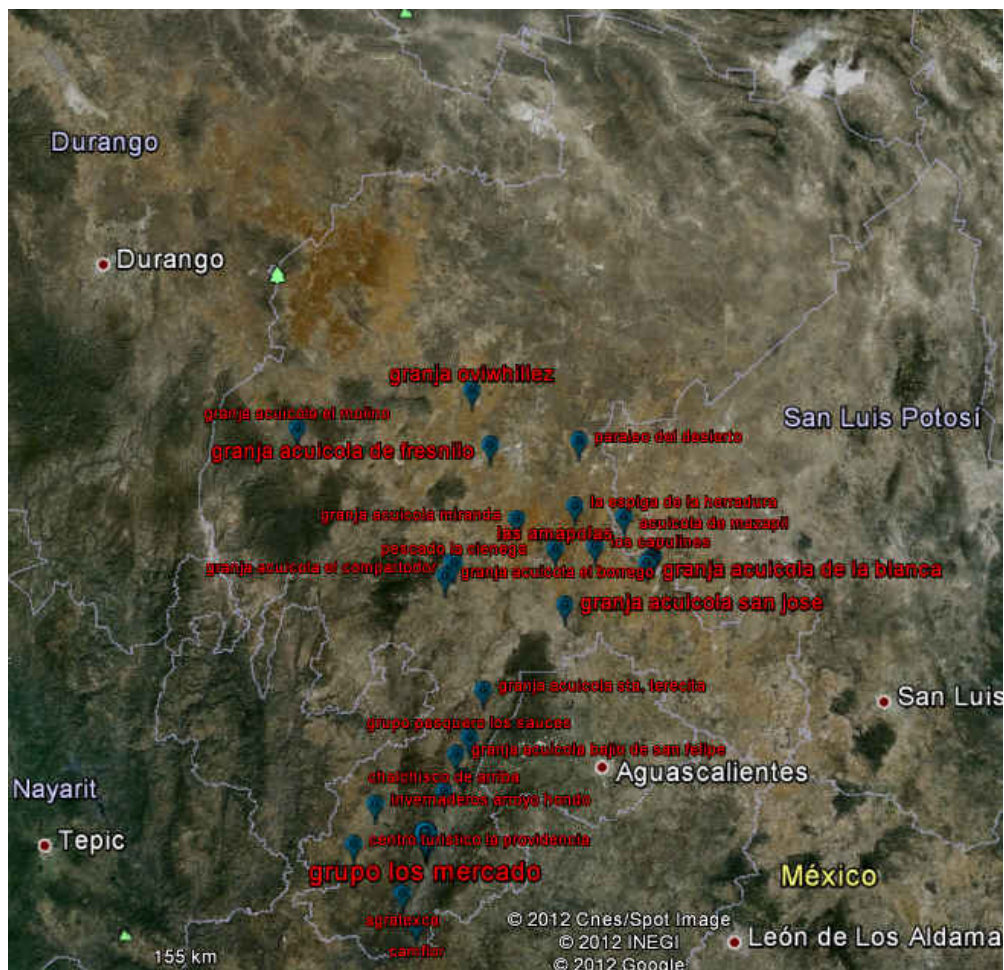 Durango
Durango
granja oviwhillez
granja acuicola el molino
San Luis Potosí
granja acuicola de fresnillo
paraiso del desierto
la espiga de la herradura
granja acuicola miranda
acuicola de mazapil
las amapolas
los capulines
pescado la cienega
granja acuicola el compartodor
granja acuicola el borrego
granja acuicola de la blanca
granja acuicola san jose
granja acuicola sta. terecita
San Luis
grupo pesquero los sauces
granja acuicola bajio de san felipe
Aguascalientes
chalchisco de arriba
Nayarit
invernaderos arroyo hondo
Tepic
centro turistico la providencia
grupo los mercado
México
agrotexca
© 2012 Cnes/Spot Image
© 2012 INEGI
León de Los Aldama
155 km
© 2012 Google